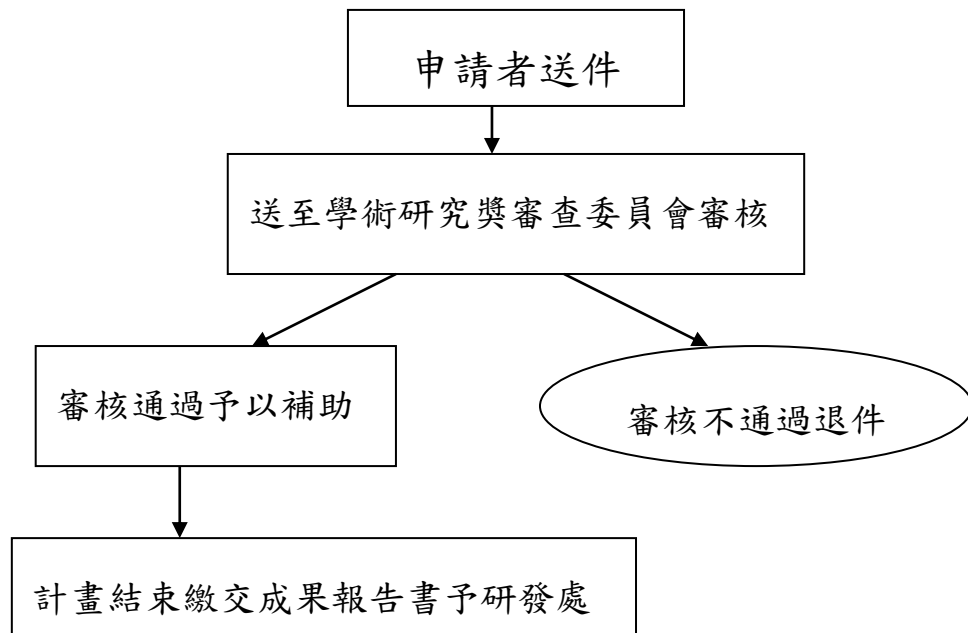 申請者送件
送至學術研究獎審查委員會審核
審核通過予以補助
審核不通過退件
計畫結束繳交成果報告書予研發處